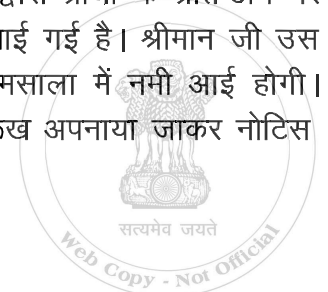 ाई गई है। श्रीमान जी उस
मसाला में नमी आई होगी।
अपनाया जाकर नोटिस
सत्यमेव जयते
Web Copy - Not Official